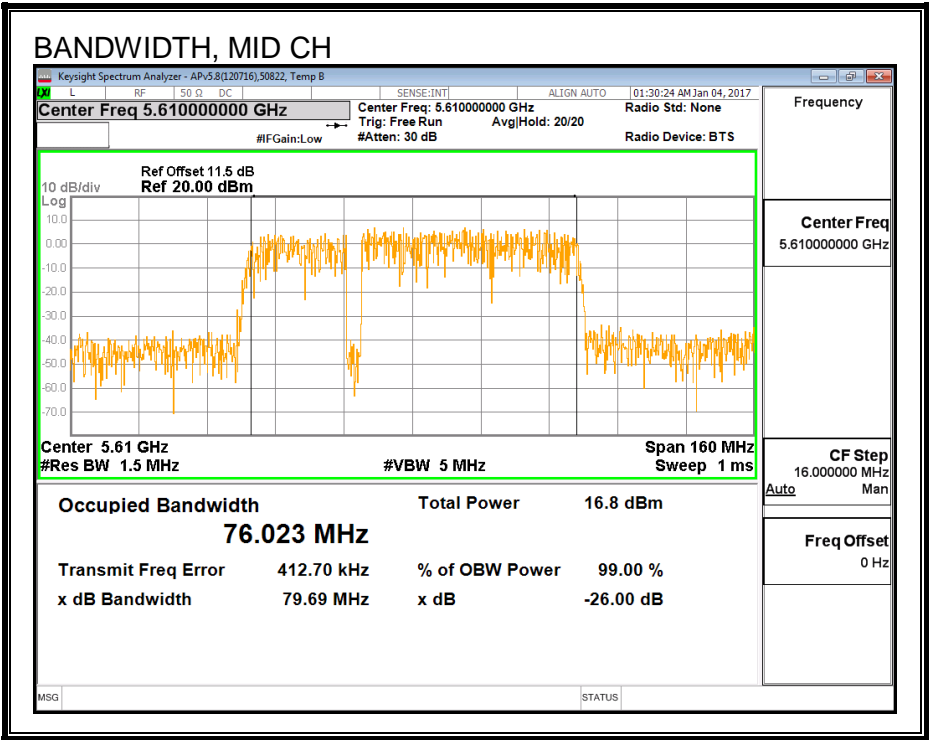 BANDWIDTH, MID CH
Keysight Spectrum Analyzer - APv5.8(120716),50822, Temp B
LXI L RF 50 Ω DC SENSE:INT ALIGN AUTO 01:30:24 AM Jan 04, 2017
Center Freq 5.610000000 GHz
Center Freq: 5.610000000 GHz
Radio Std: None
Trig: Free Run Avg|Hold: 20/20
#IFGain:Low
#Atten: 30 dB
Radio Device: BTS
Ref Offset 11.5 dB
10 dB/div Ref 20.00 dBm
Log
10.0
0.00
-10.0
-20.0
-30.0
-40.0
-50.0
-60.0
-70.0
Center 5.61 GHz Span 160 MHz
#Res BW 1.5 MHz #VBW 5 MHz Sweep 1 ms
Occupied Bandwidth Total Power 16.8 dBm
76.023 MHz
Transmit Freq Error 412.70 kHz % of OBW Power 99.00 %
x dB Bandwidth 79.69 MHz x dB -26.00 dB
MSG STATUS
Frequency
Center Freq
5.610000000 GHz
CF Step
16.000000 MHz
Auto Man
Freq Offset
0 Hz